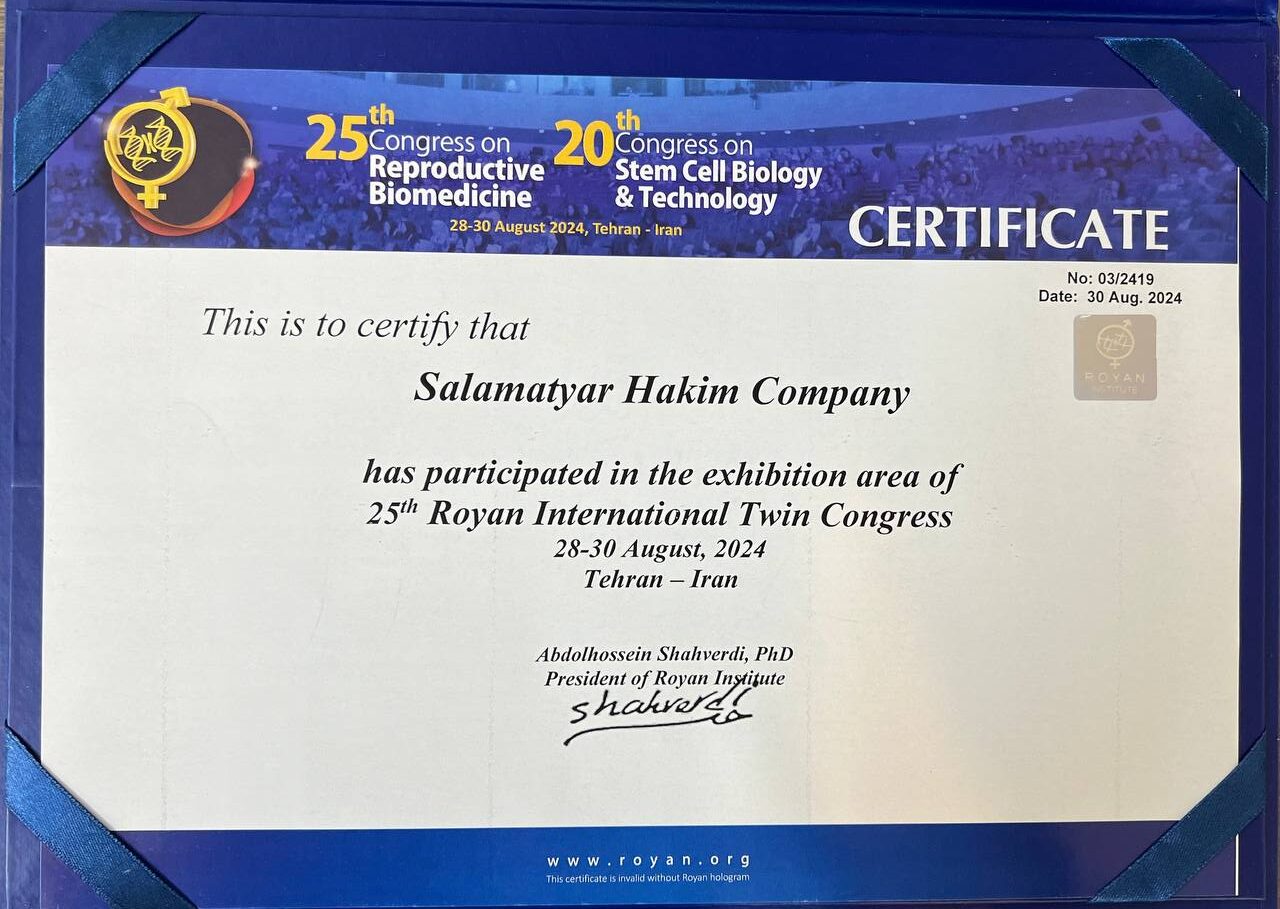 25th Congress on Reproductive Biomedicine
20th Congress on Stem Cell Biology & Technology
28-30 August 2024, Tehran - Iran
CERTIFICATE
No: 03/2419
Date: 30 Aug. 2024
ROYAN
INSTITUTE
This is to certify that
Salamatyar Hakim Company
has participated in the exhibition area of
25th Royan International Twin Congress
28-30 August, 2024
Tehran – Iran
Abdolhossein Shahverdi, PhD
President of Royan Institute
shahverdi
www.royan.org
This certificate is invalid without Royan hologram